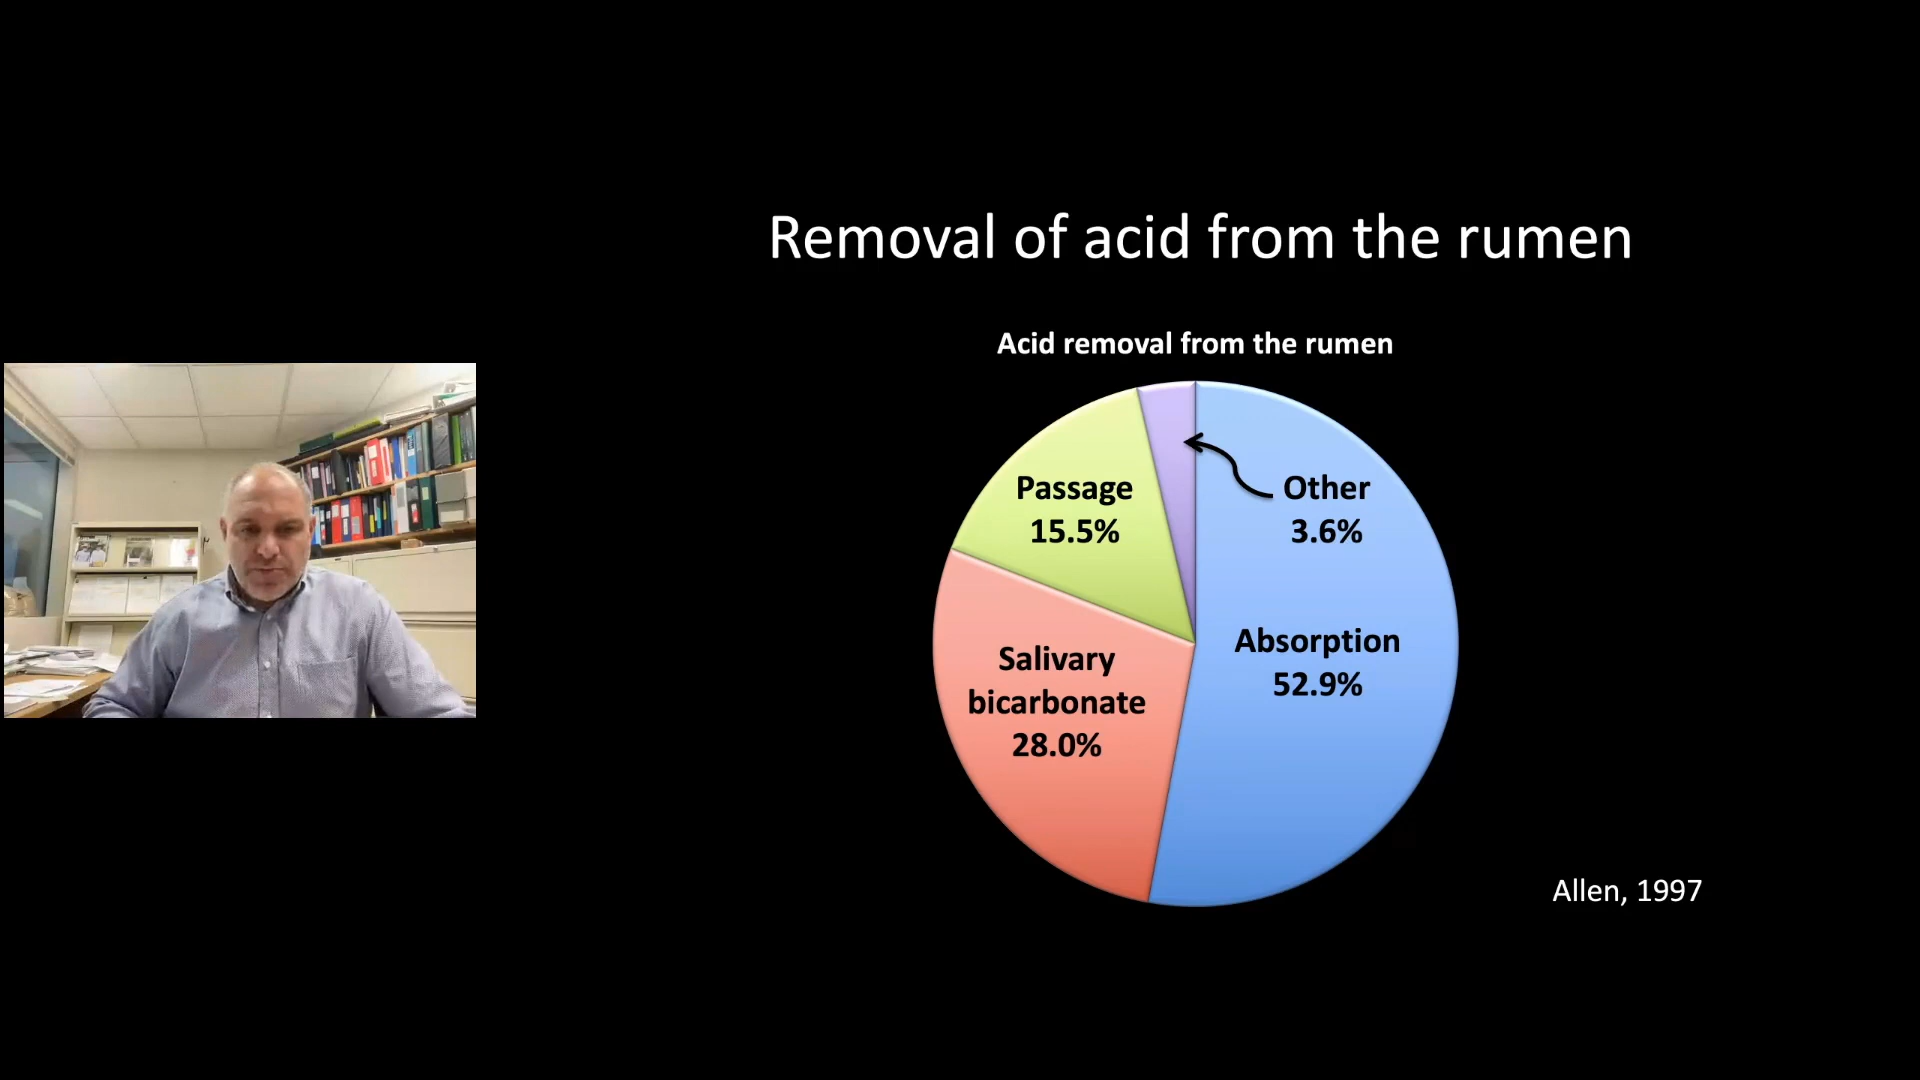 Removal of acid from the rumen
Acid removal from the rumen
Passage
15.5%
Other
3.6%
Absorption
52.9%
Salivary
bicarbonate
28.0%
Allen, 1997